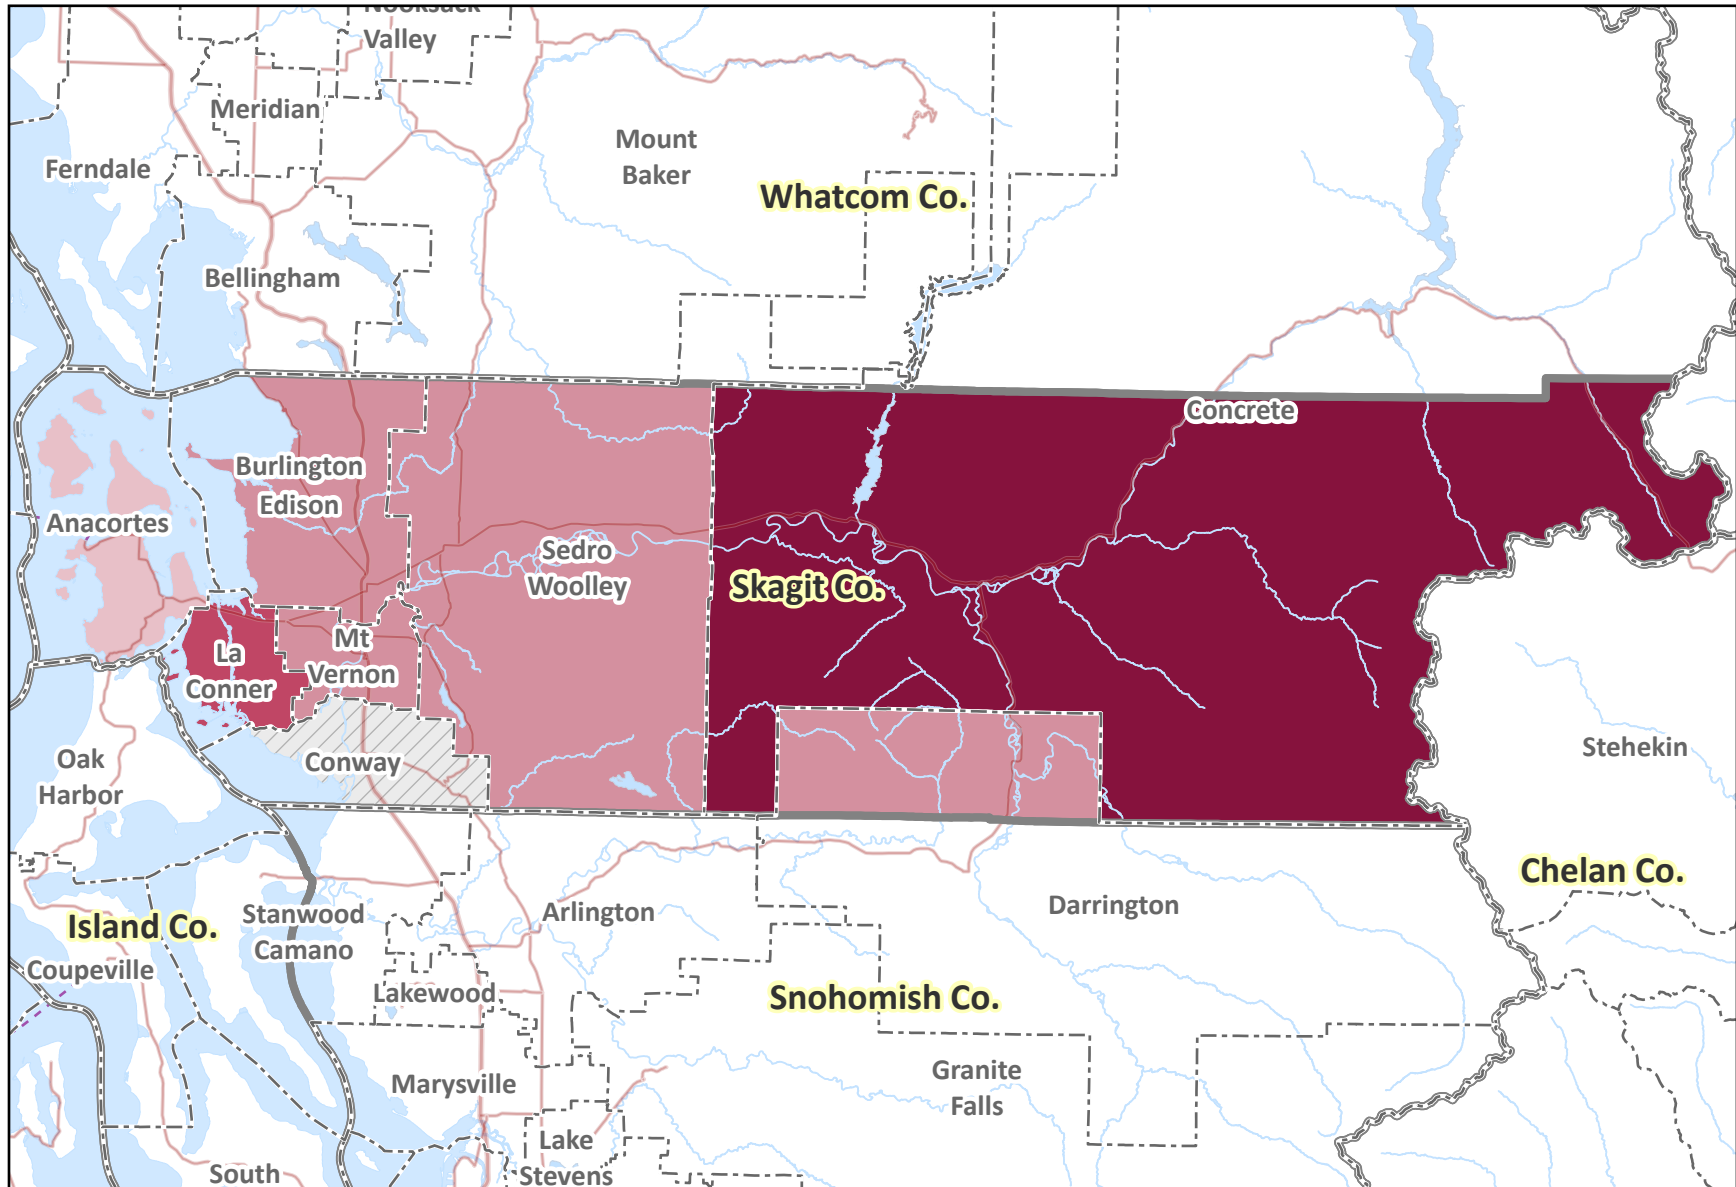 Nooksack
Valley
Meridian
Ferndale
Mount
Baker
Whatcom Co.
Bellingham
Concrete
Burlington
Edison
Anacortes
Sedro
Woolley
Skagit Co.
La
Conner
Mt
Vernon
Conway
Oak
Harbor
Stehekin
Chelan Co.
Island Co.
Stanwood
Camano
Arlington
Darrington
Coupeville
Lakewood
Snohomish Co.
Marysville
Granite
Falls
Lake
Stevens
South